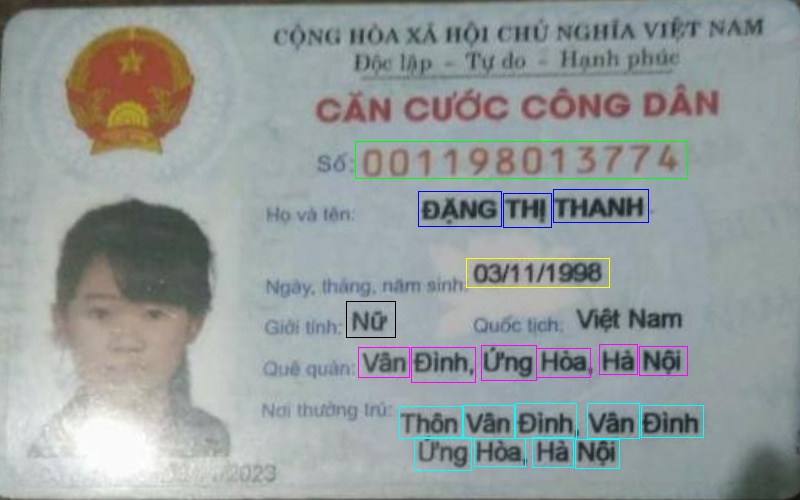 CỘNG HÒA XÃ HỘI CHỦ NGHĨA VIỆT NAM
Độc lập - Tự do - Hạnh phúc
CĂN CƯỚC CÔNG DÂN
Số: 001198013774
Họ và tên: ĐẶNG THỊ THANH
Ngày, tháng, năm sinh: 03/11/1998
Giới tính: Nữ Quốc tịch: Việt Nam
Quê quán: Vân Đình, Ứng Hòa, Hà Nội
Nơi thường trú: Thôn Vân Đình, Vân Đình
Ứng Hòa, Hà Nội
2023